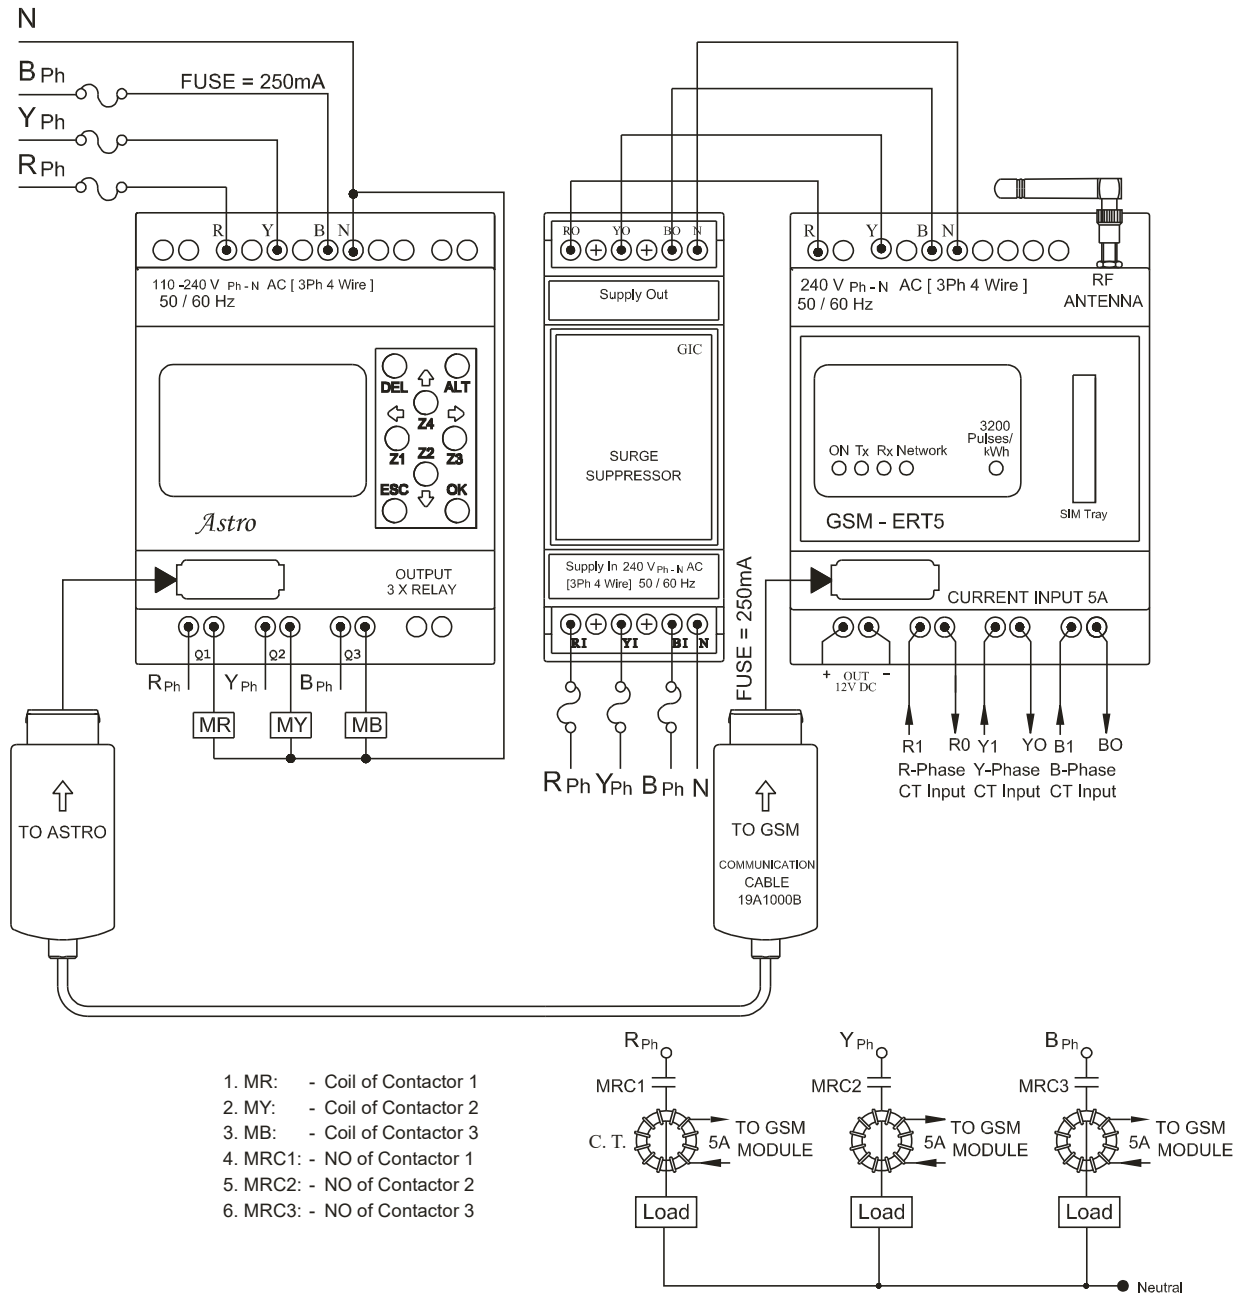 N
B Ph
FUSE = 250mA
Y Ph
R Ph
R Y B N
110 -240 V Ph - N AC [ 3Ph 4 Wire ]
50 / 60 Hz
DEL ALT
Z4
Z1 Z2 Z3
ESC OK
Astro
OUTPUT
3 X RELAY
Q1 Q2 Q3
R Ph Y Ph B Ph
MR MY MB
RO YO BO N
Supply Out
GIC
SURGE
SUPPRESSOR
Supply In 240 V Ph - N AC
[3Ph 4 Wire] 50 / 60 Hz
RI YI BI N
FUSE = 250mA
R Ph Y Ph B Ph N
R Y B N
240 V Ph - N AC [ 3Ph 4 Wire ]
50 / 60 Hz
RF
ANTENNA
3200
Pulses/
kWh
ON Tx Rx Network
SIM Tray
GSM - ERT5
CURRENT INPUT 5A
+ OUT -
12V DC
R1 R0 Y1 YO B1 BO
R-Phase Y-Phase B-Phase
CT Input CT Input CT Input
TO ASTRO
TO GSM
COMMUNICATION
CABLE
19A1000B
1. MR: - Coil of Contactor 1
2. MY: - Coil of Contactor 2
3. MB: - Coil of Contactor 3
4. MRC1: - NO of Contactor 1
5. MRC2: - NO of Contactor 2
6. MRC3: - NO of Contactor 3
R Ph Y Ph B Ph
MRC1 MRC2 MRC3
C. T. 5A TO GSM
MODULE
5A TO GSM
MODULE
5A TO GSM
MODULE
Load Load Load
Neutral